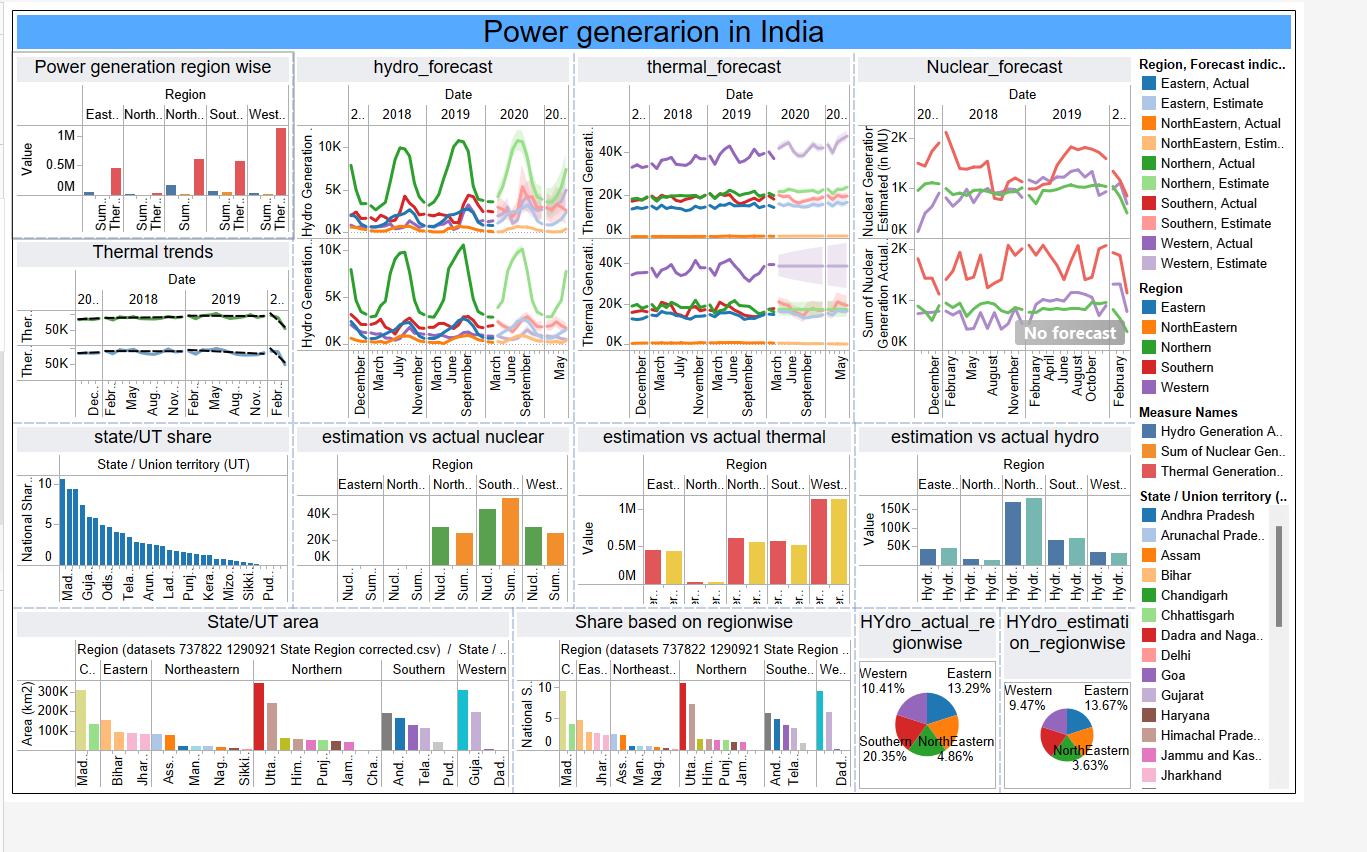 Power generarion in India
Power generation region wise
Region
East.. North.. North.. Sout.. West..
Value
1M
0.5M
0M
Sum.. Ther.. Sum.. Ther.. Sum.. Sum.. Ther.. Sum.. Ther..
hydro_forecast
Date
2.. 2018 2019 2020 20..
Hydro Generation ..
10K
5K
0K
Hydro Generation ..
10K
5K
0K
December March July November March June September March June September May
thermal_forecast
Date
2.. 2018 2019 2020 20..
Thermal Generati..
40K
20K
0K
Thermal Generati..
40K
20K
0K
December March July November March June September March June September May
Nuclear_forecast
Date
20.. 2018 2019 2..
Nuclear Generation
Estimated (in MU)
2K
1K
0K
Sum of Nuclear
Generation Actual..
2K
1K
0K
No forecast
December February May August November February April June August October February
Thermal trends
Date
20.. 2018 2019 2..
Ther..
50K
Ther..
50K
Dec.. Febr.. May Aug.. Nov.. Febr.. May Aug.. Nov.. Febr..
state/UT share
State / Union territory (UT)
National Shar..
10
5
0
Mad.. Guja.. Odis.. Tela.. Arun.. Lad.. Punj.. Kera.. Mizo.. Sikki.. Pud..
estimation vs actual nuclear
Region
Eastern North.. North.. South.. West..
40K
20K
0K
Nucl.. Sum.. Nucl.. Sum.. Nucl.. Sum.. Nucl.. Sum.. Nucl.. Sum..
estimation vs actual thermal
Region
East.. North.. North.. Sout.. West..
Value
1M
0.5M
0M
estimation vs actual hydro
Region
Easte.. North.. North.. Sout.. West..
Value
150K
100K
50K
Hydr.. Hydr.. Hydr.. Hydr.. Hydr.. Hydr.. Hydr.. Hydr.. Hydr.. Hydr..
State/UT area
Region (datasets 737822 1290921 State Region corrected.csv) / State / ..
C.. Eastern Northeastern Northern Southern Western
Area (km2)
300K
200K
100K
Mad.. Bihar Jhar.. Ass.. Man.. Nag.. Sikki.. Utta.. Him.. Punj.. Jam.. Cha.. And.. Tela.. Pud.. Guja.. Dad..
Share based on regionwise
Region (datasets 737822 1290921 State Region ..
C.. Eas.. Northeast.. Northern Southe.. We..
National S..
10
5
0
Mad.. Jhar.. Ass.. Man.. Nag.. Utta.. Him.. Punj.. Jam.. And.. Tela.. Dad..
HYdro_actual_re
gionwise
Western
10.41%
Eastern
13.29%
Southern
20.35%
NorthEastern
4.86%
HYdro_estimati
on_regionwise
Western
9.47%
Eastern
13.67%
NorthEastern
3.63%
Region, Forecast indic..
Eastern, Actual
Eastern, Estimate
NorthEastern, Actual
NorthEastern, Estim..
Northern, Actual
Northern, Estimate
Southern, Actual
Southern, Estimate
Western, Actual
Western, Estimate
Region
Eastern
NorthEastern
Northern
Southern
Western
Measure Names
Hydro Generation A..
Sum of Nuclear Gen..
Thermal Generation..
State / Union territory (..
Andhra Pradesh
Arunachal Prade..
Assam
Bihar
Chandigarh
Chhattisgarh
Dadra and Naga..
Delhi
Goa
Gujarat
Haryana
Himachal Prade..
Jammu and Kas..
Jharkhand